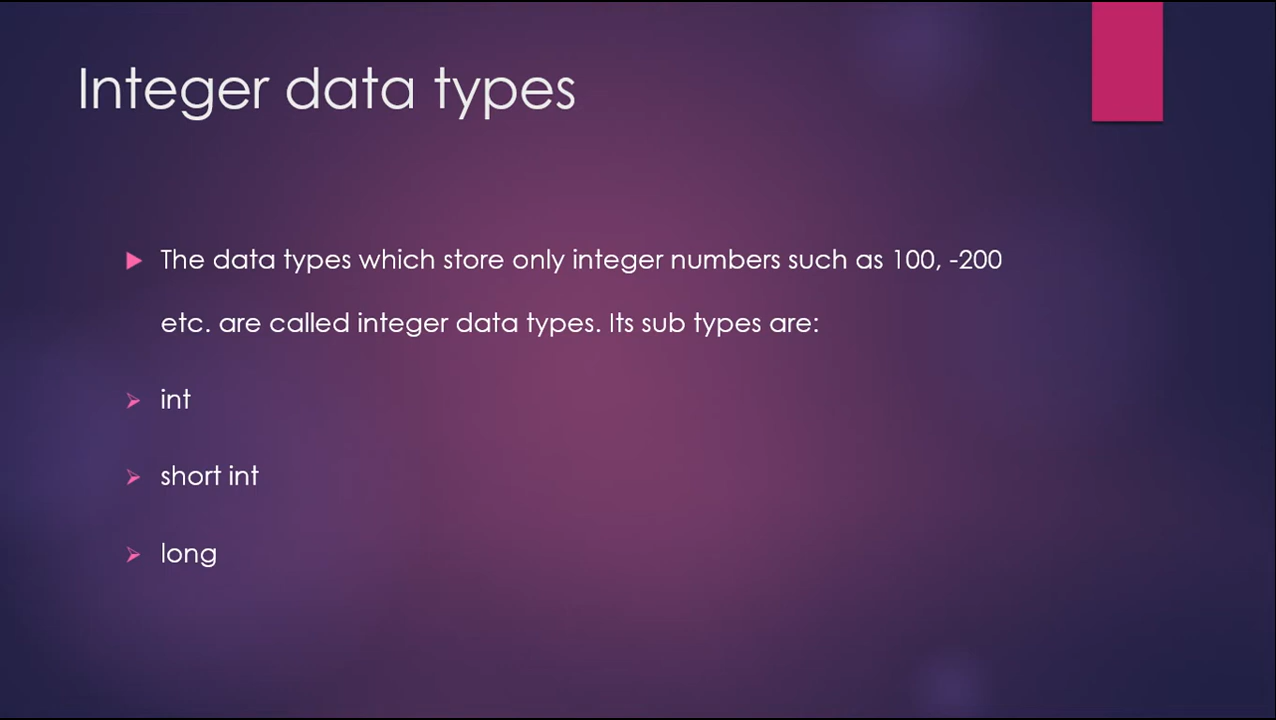 Integer data types
The data types which store only integer numbers such as 100, -200
etc. are called integer data types. Its sub types are:
int
short int
long